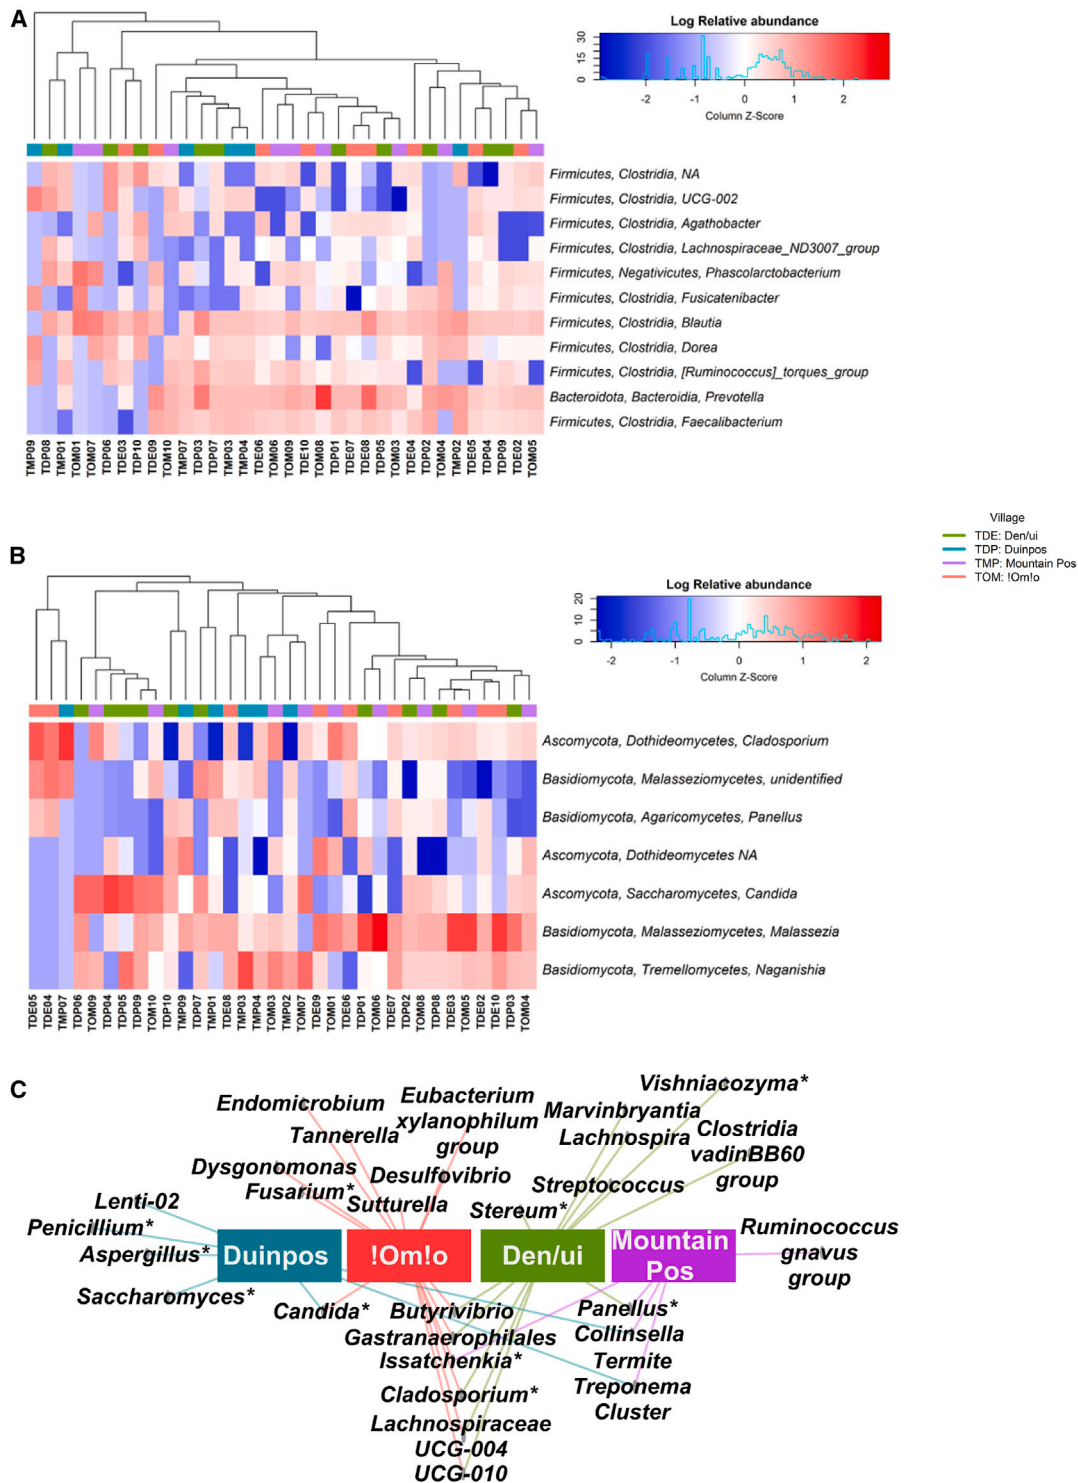 A
Log Relative abundance
30
15
0
-2 -1 0 1 2
Column Z-Score
Firmicutes, Clostridia, NA
Firmicutes, Clostridia, UCG-002
Firmicutes, Clostridia, Agathobacter
Firmicutes, Clostridia, Lachnospiraceae_ND3007_group
Firmicutes, Negativicutes, Phascolarctobacterium
Firmicutes, Clostridia, Fusicatenibacter
Firmicutes, Clostridia, Blautia
Firmicutes, Clostridia, Dorea
Firmicutes, Clostridia, [Ruminococcus]_torques_group
Bacteroidota, Bacteroidia, Prevotella
Firmicutes, Clostridia, Faecalibacterium
TMP09 TDP08 TMP01 TOM01 TOM07 TDP06 TDE03 TDP10 TDE09 TOM10 TMP07 TDP03 TDP07 TMP03 TME04 TDE06 TOM06 TOM09 TDE10 TOM08 TDP01 TDE07 TDE08 TDP05 TOM03 TDE04 TDP02 TOM04 TMP02 TDE05 TDP04 TDP09 TDE02 TOM05
Village
TDE: Den/ui
TDP: Duinpos
TMP: Mountain Pos
TOM: !Om!o
B
Log Relative abundance
20
10
0
-2 -1 0 1 2
Column Z-Score
Ascomycota, Dothideomycetes, Cladosporium
Basidiomycota, Malasseziomycetes, unidentified
Basidiomycota, Agaricomycetes, Panellus
Ascomycota, Dothideomycetes NA
Ascomycota, Saccharomycetes, Candida
Basidiomycota, Malasseziomycetes, Malassezia
Basidiomycota, Tremellomycetes, Naganishia
TDE05 TDE04 TMP07 TDP06 TOM09 TDP04 TDP05 TDP09 TOM10 TDP10 TMP09 TDP07 TMP01 TDE08 TMP03 TMP04 TOM03 TMP02 TOM07 TDE09 TOM01 TDE06 TDP01 TOM06 TDE07 TDP02 TOM08 TDP08 TDE03 TOM05 TDE02 TDE10 TDP03 TOM04
C
Vishniacozyma*
Endomicrobium
Eubacterium
xylanophilum
group
Marvinbryantia
Tannerella
Lachnospira
Clostridia
vadinBB60
group
Dysgonomonas
Desulfovibrio
Fusarium*
Sutturella
Streptococcus
Stereum*
Lenti-02
Penicillium*
Aspergillus*
Duinpos
!Om!o
Den/ui
Mountain
Pos
Ruminococcus
gnavus
group
Saccharomyces*
Candida*
Butyrivibrio
Panellus*
Gastranaerophilales
Collinsella
Issatchenkia*
Termite
Treponema
Cluster
Cladosporium*
Lachnospiraceae
UCG-004
UCG-010